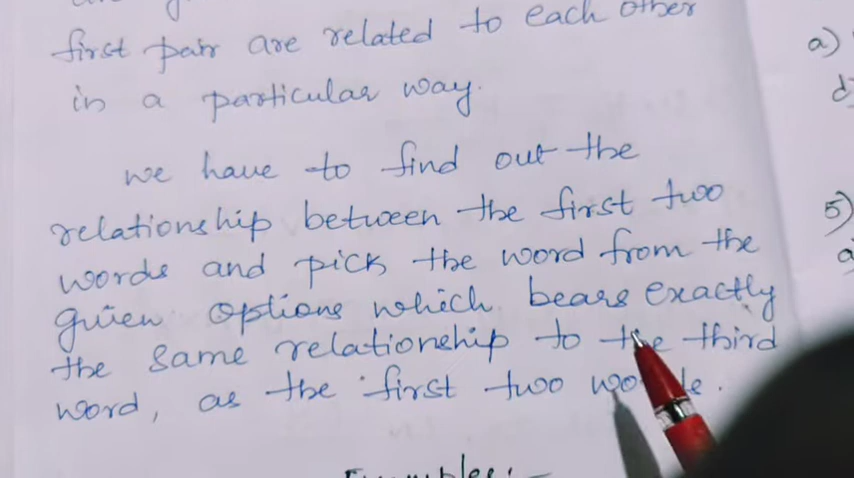 first pair are related to each other
in a particular way.
we have to find out the
relationship between the first two
words and pick the word from the
given options which bears exactly
the same relationship to the third
word, as the first two words.
Examples: -
a)
d)
5)
a